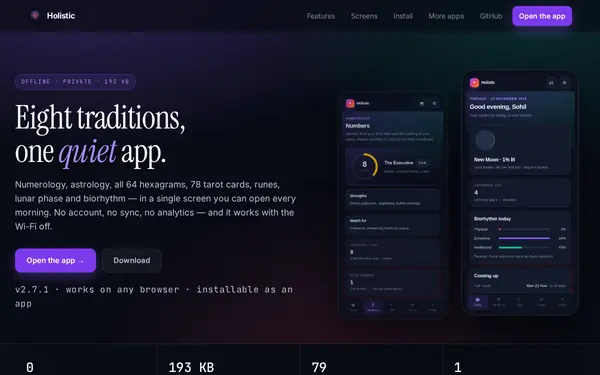 Holistic
Features
Screens
Install
More apps
GitHub
Open the app
OFFLINE · PRIVATE · 193 KB
Eight traditions,
one quiet app.
Numerology, astrology, all 64 hexagrams, 78 tarot cards, runes,
lunar phase and biorhythm — in a single screen you can open every
morning. No account, no sync, no analytics — and it works with the
Wi-Fi off.
Open the app →
Download
v2.7.1 · works on any browser · installable as an
app
Holistic
Numbers
8
The Executive
Strengths
Watch for
8
1
Holistic
Good evening, Sohil
New Moon · 1% lit
4
Biorhythm today
Physical
Emotional
Intellectual
Coming up
Mon 23 Nov
0
193 KB
79
1